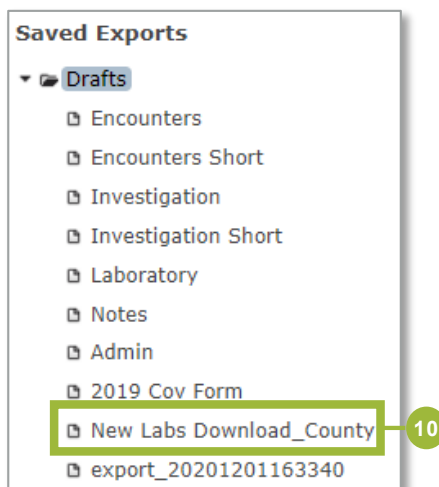 Saved Exports
Drafts
Encounters
Encounters Short
Investigation
Investigation Short
Laboratory
Notes
Admin
2019 Cov Form
New Labs Download_County
10
export_20201201163340